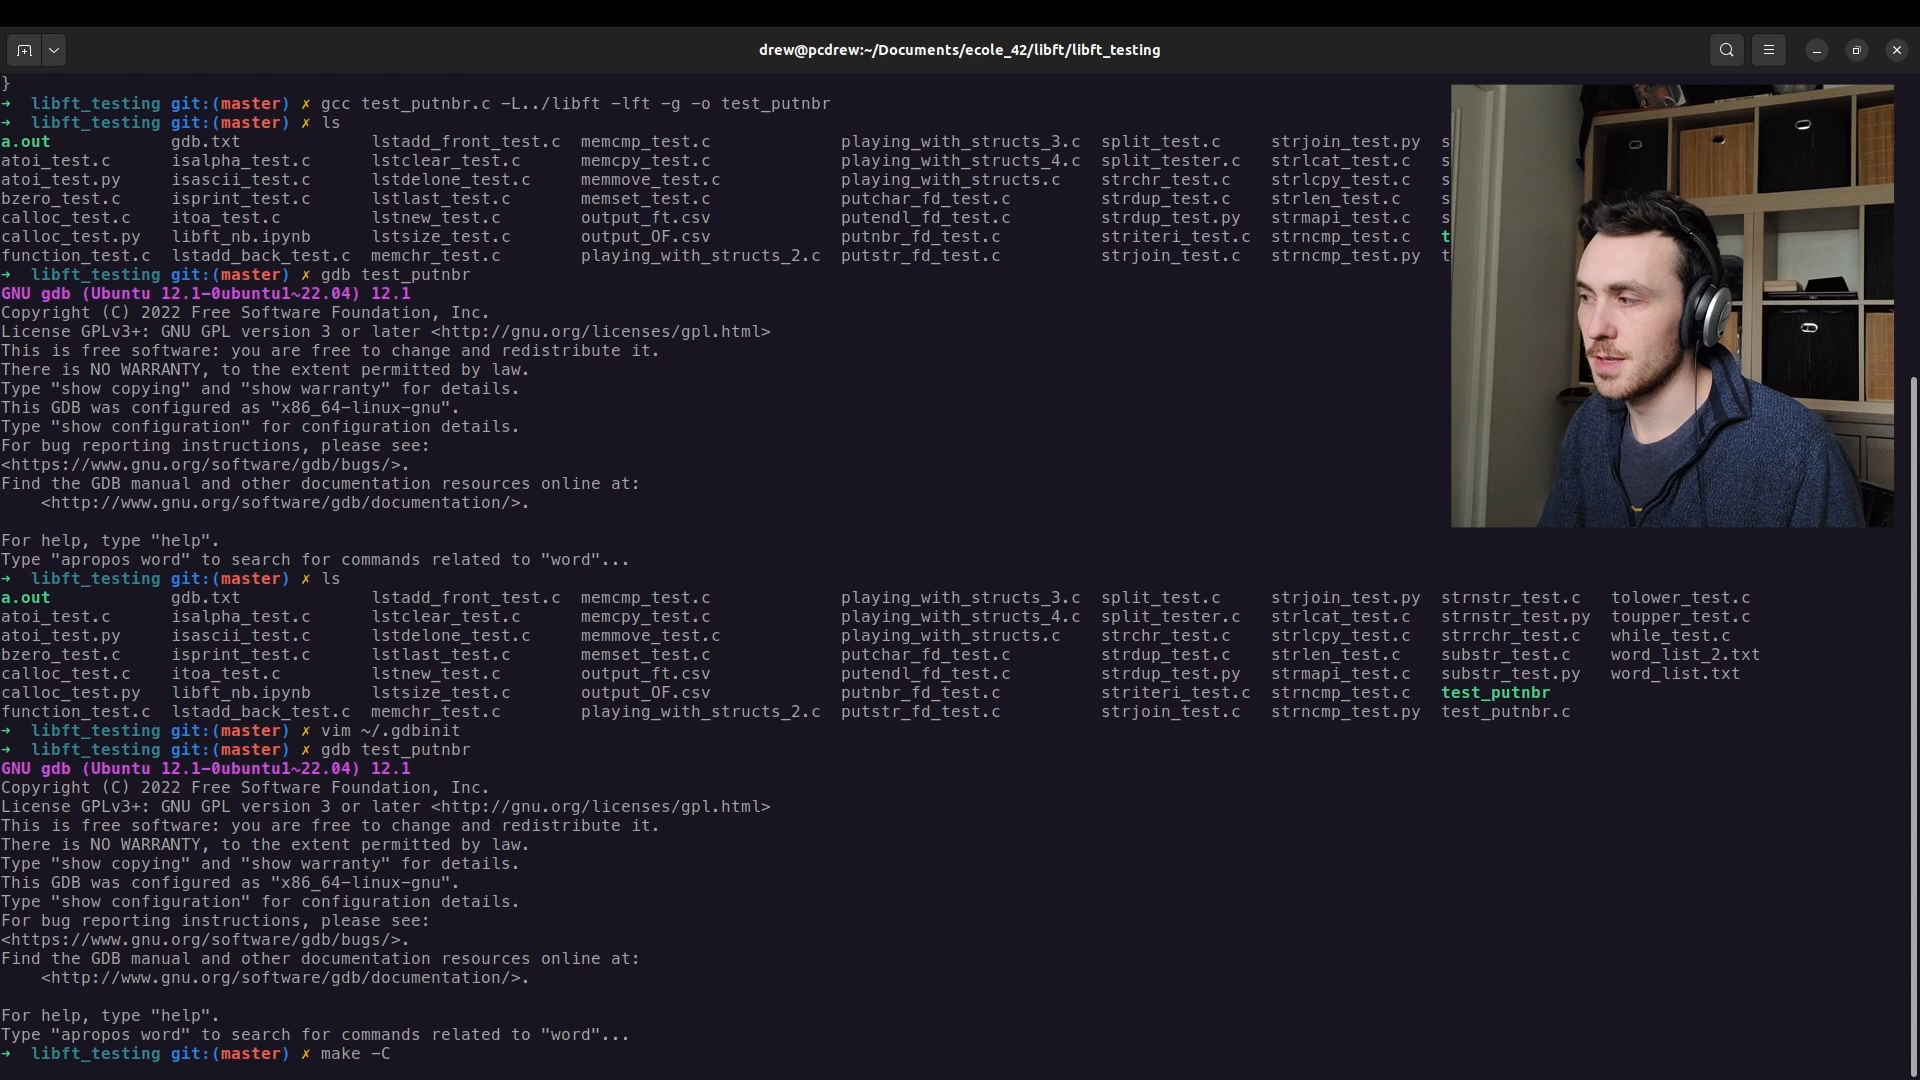 drew@pcdrew:~/Documents/ecole_42/libft/libft_testing
}
➜  libft_testing git:(master) ✗ gcc test_putnbr.c -L../libft -lft -g -o test_putnbr
➜  libft_testing git:(master) ✗ ls
a.out            gdb.txt            lstadd_front_test.c  memcmp_test.c             playing_with_structs_3.c  split_test.c     strjoin_test.py  s
atoi_test.c      isalpha_test.c     lstclear_test.c      memcpy_test.c             playing_with_structs_4.c  split_tester.c   strlcat_test.c   s
atoi_test.py     isascii_test.c     lstdelone_test.c     memmove_test.c            playing_with_structs.c    strchr_test.c    strlcpy_test.c   s
bzero_test.c     isprint_test.c     lstlast_test.c       memset_test.c             putchar_fd_test.c         strdup_test.c    strlen_test.c    s
calloc_test.c    itoa_test.c        lstnew_test.c        output_ft.csv             putendl_fd_test.c         strdup_test.py   strmapi_test.c   s
calloc_test.py   libft_nb.ipynb     lstsize_test.c       output_OF.csv             putnbr_fd_test.c          striteri_test.c  strncmp_test.c   t
function_test.c  lstadd_back_test.c  memchr_test.c        playing_with_structs_2.c  putstr_fd_test.c          strjoin_test.c   strncmp_test.py  t
➜  libft_testing git:(master) ✗ gdb test_putnbr
GNU gdb (Ubuntu 12.1-0ubuntu1~22.04) 12.1
Copyright (C) 2022 Free Software Foundation, Inc.
License GPLv3+: GNU GPL version 3 or later <http://gnu.org/licenses/gpl.html>
This is free software: you are free to change and redistribute it.
There is NO WARRANTY, to the extent permitted by law.
Type "show copying" and "show warranty" for details.
This GDB was configured as "x86_64-linux-gnu".
Type "show configuration" for configuration details.
For bug reporting instructions, please see:
<https://www.gnu.org/software/gdb/bugs/>.
Find the GDB manual and other documentation resources online at:
    <http://www.gnu.org/software/gdb/documentation/>.
For help, type "help".
Type "apropos word" to search for commands related to "word"...
➜  libft_testing git:(master) ✗ ls
a.out            gdb.txt            lstadd_front_test.c  memcmp_test.c             playing_with_structs_3.c  split_test.c     strjoin_test.py  strnstr_test.c   tolower_test.c
atoi_test.c      isalpha_test.c     lstclear_test.c      memcpy_test.c             playing_with_structs_4.c  split_tester.c   strlcat_test.c   strnstr_test.py  toupper_test.c
atoi_test.py     isascii_test.c     lstdelone_test.c     memmove_test.c            playing_with_structs.c    strchr_test.c    strlcpy_test.c   strrchr_test.c   while_test.c
bzero_test.c     isprint_test.c     lstlast_test.c       memset_test.c             putchar_fd_test.c         strdup_test.c    strlen_test.c    substr_test.c    word_list_2.txt
calloc_test.c    itoa_test.c        lstnew_test.c        output_ft.csv             putendl_fd_test.c         strdup_test.py   strmapi_test.c   substr_test.py   word_list.txt
calloc_test.py   libft_nb.ipynb     lstsize_test.c       output_OF.csv             putnbr_fd_test.c          striteri_test.c  strncmp_test.c   test_putnbr
function_test.c  lstadd_back_test.c  memchr_test.c        playing_with_structs_2.c  putstr_fd_test.c          strjoin_test.c   strncmp_test.py  test_putnbr.c
➜  libft_testing git:(master) ✗ vim ~/.gdbinit
➜  libft_testing git:(master) ✗ gdb test_putnbr
GNU gdb (Ubuntu 12.1-0ubuntu1~22.04) 12.1
Copyright (C) 2022 Free Software Foundation, Inc.
License GPLv3+: GNU GPL version 3 or later <http://gnu.org/licenses/gpl.html>
This is free software: you are free to change and redistribute it.
There is NO WARRANTY, to the extent permitted by law.
Type "show copying" and "show warranty" for details.
This GDB was configured as "x86_64-linux-gnu".
Type "show configuration" for configuration details.
For bug reporting instructions, please see:
<https://www.gnu.org/software/gdb/bugs/>.
Find the GDB manual and other documentation resources online at:
    <http://www.gnu.org/software/gdb/documentation/>.
For help, type "help".
Type "apropos word" to search for commands related to "word"...
➜  libft_testing git:(master) ✗ make -C